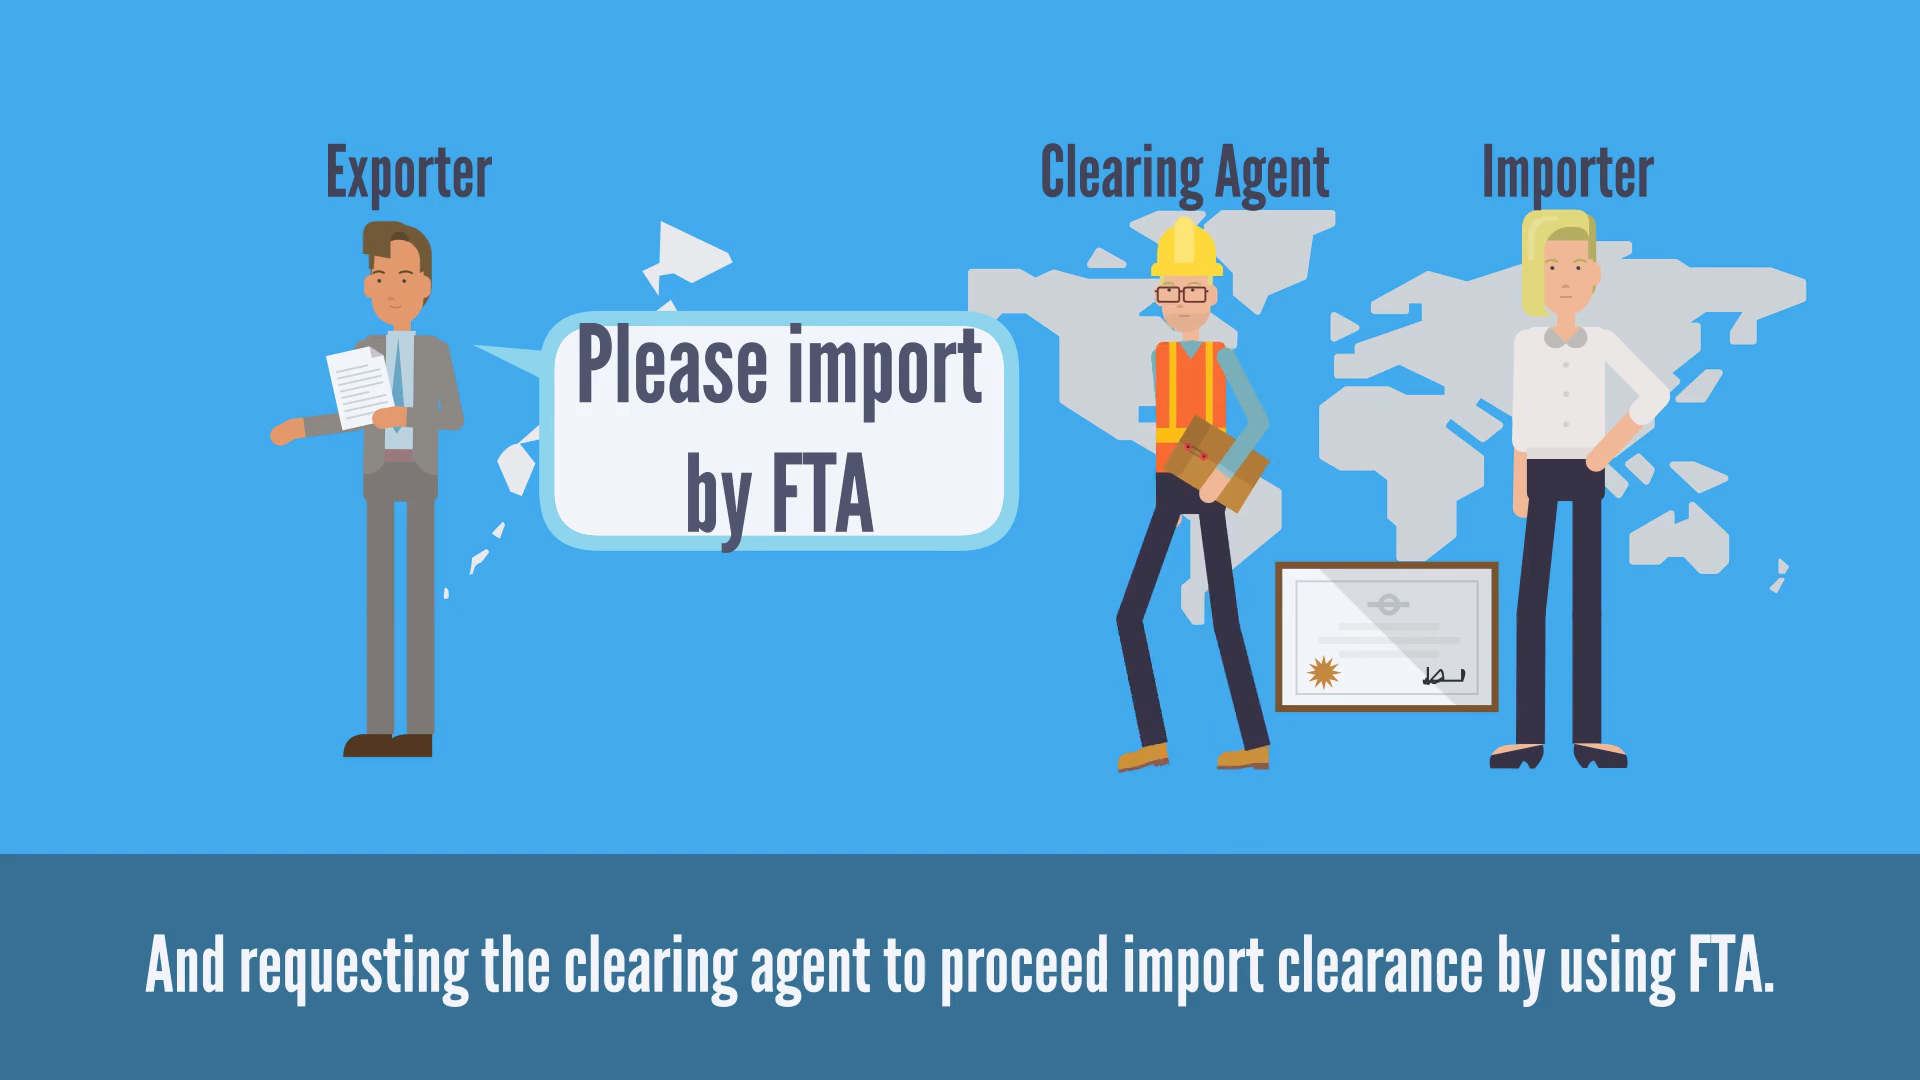 Exporter
Clearing Agent
Importer
Please import
by FTA
And requesting the clearing agent to proceed import clearance by using FTA.